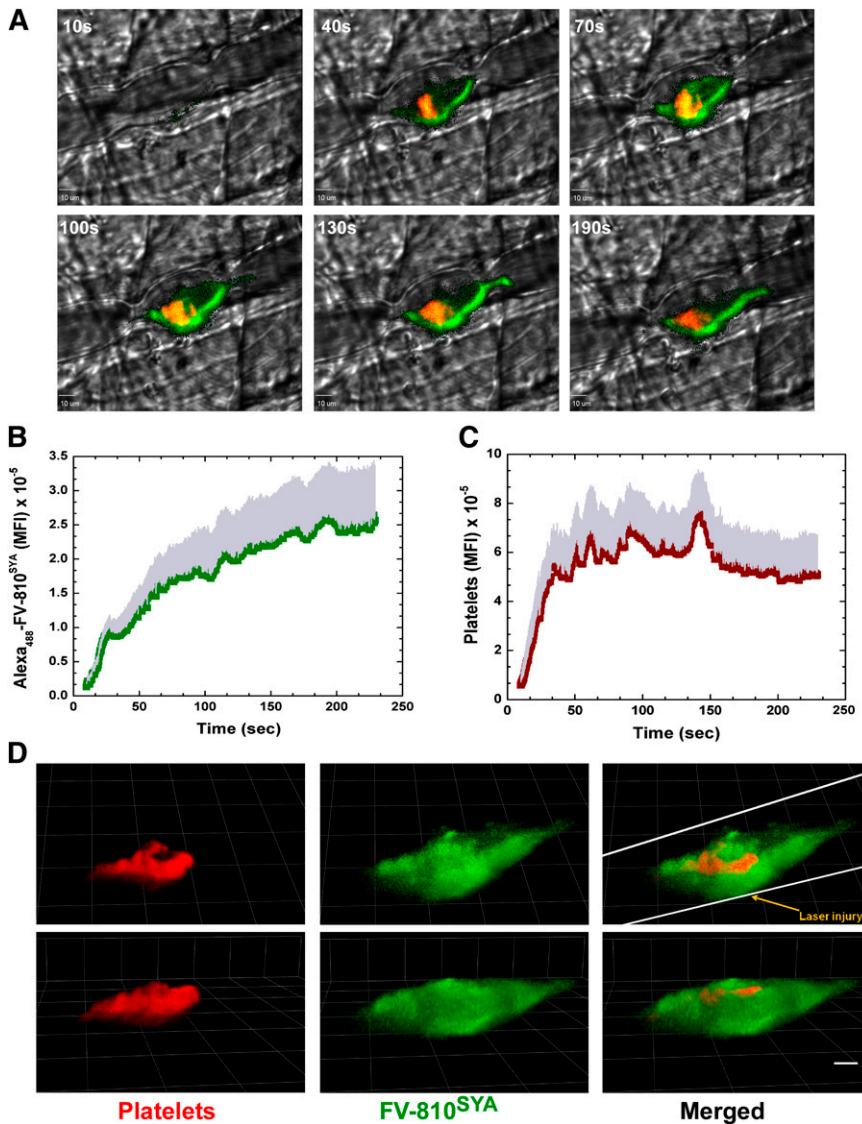 A
10s
40s
70s
10 um
10 um
10 um
100s
130s
190s
10 um
10 um
10 um
B
C
Alexa₄₈₈-FV-810ˢʸᴬ (MFI) x 10⁻⁵
3.5
3.0
2.5
2.0
1.5
1.0
0.5
0.0
0
50
100
150
200
250
Time (sec)
Platelets (MFI) x 10⁻⁵
10
8
6
4
2
0
0
50
100
150
200
250
Time (sec)
D
Laser injury
Platelets
FV-810ˢʸᴬ
Merged